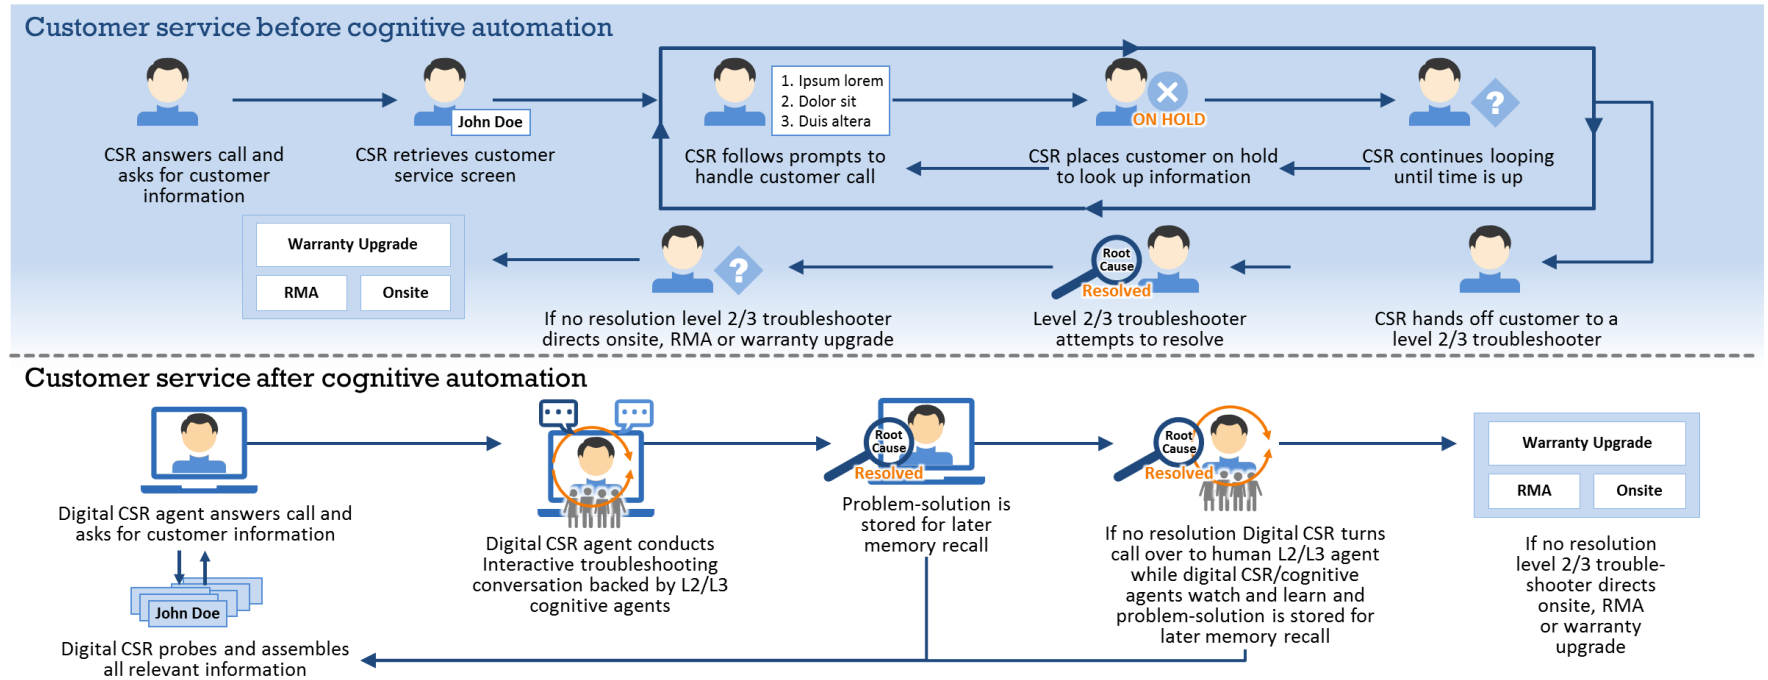 Customer service before cognitive automation
1. Ipsum lorem
2. Dolor sit
3. Duis altera
John Doe
ON HOLD
?
CSR answers call and
asks for customer
information
CSR retrieves customer
service screen
CSR follows prompts to
handle customer call
CSR places customer on hold
to look up information
CSR continues looping
until time is up
Warranty Upgrade
RMA
Onsite
?
If no resolution level 2/3 troubleshooter
directs onsite, RMA or warranty upgrade
Root
Cause
Resolved
Level 2/3 troubleshooter
attempts to resolve
CSR hands off customer to a
level 2/3 troubleshooter
Customer service after cognitive automation
Digital CSR agent answers call and
asks for customer information
John Doe
Digital CSR probes and assembles
all relevant information
Digital CSR agent conducts
Interactive troubleshooting
conversation backed by L2/L3
cognitive agents
Root
Cause
Resolved
Problem-solution is
stored for later
memory recall
Root
Cause
Resolved
If no resolution Digital CSR turns
call over to human L2/L3 agent
while digital CSR/cognitive
agents watch and learn and
problem-solution is stored for
later memory recall
Warranty Upgrade
RMA
Onsite
If no resolution
level 2/3 trouble-
shooter directs
onsite, RMA
or warranty
upgrade